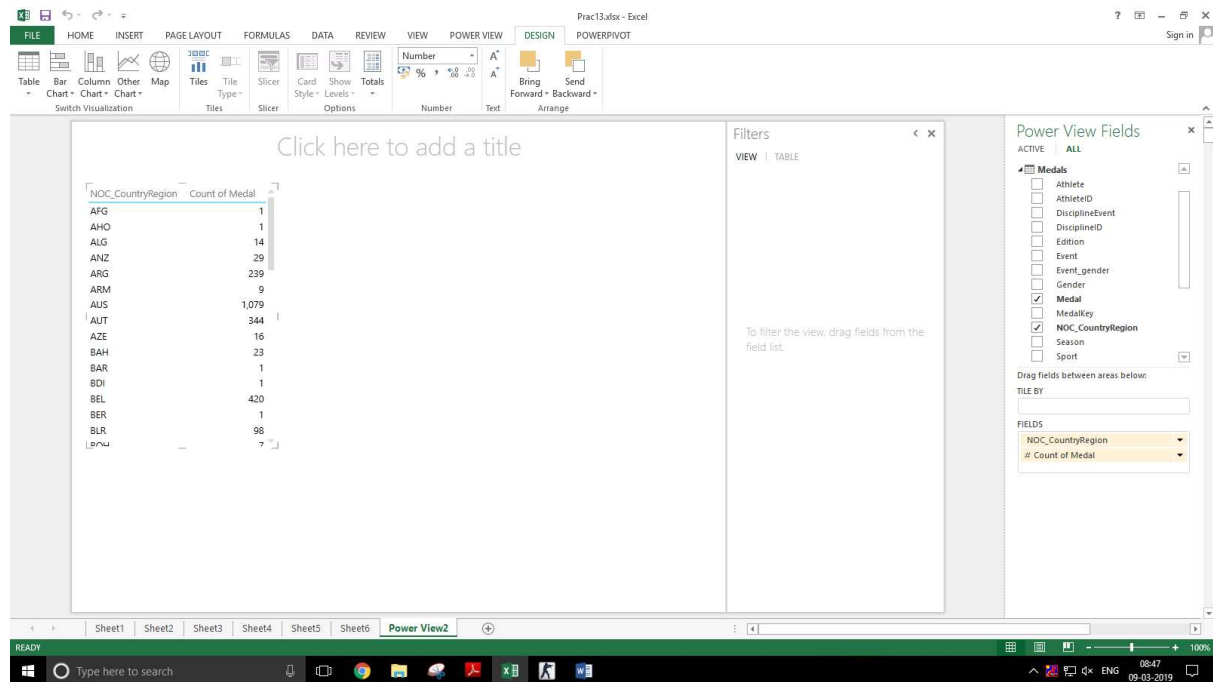 Prac13.xlsx - Excel
FILE HOME INSERT PAGE LAYOUT FORMULAS DATA REVIEW VIEW POWER VIEW DESIGN POWERPIVOT Sign in
Table Bar Chart Column Chart Other Chart Map Tiles Tile Type Slicer Card Style Show Levels Totals Number % , A A Bring Forward Send Backward
Switch Visualization Tiles Slicer Options Number Text Arrange
Click here to add a title
NOC_CountryRegion Count of Medal
AFG 1
AHO 1
ALG 14
ANZ 29
ARG 239
ARM 9
AUS 1,079
AUT 344
AZE 16
BAH 23
BAR 1
BDI 1
BEL 420
BER 1
BLR 98
BOH 7
Filters
VIEW TABLE
To filter the view, drag fields from the
field list.
Power View Fields
ACTIVE ALL
Medals
Athlete
AthleteID
DisciplineEvent
DisciplineID
Edition
Event
Event_gender
Gender
Medal
MedalKey
NOC_CountryRegion
Season
Sport
Drag fields between areas below:
TILE BY
FIELDS
NOC_CountryRegion
# Count of Medal
Sheet1 Sheet2 Sheet3 Sheet4 Sheet5 Sheet6 Power View2
READY 100%
Type here to search ENG 08:47
09-03-2019